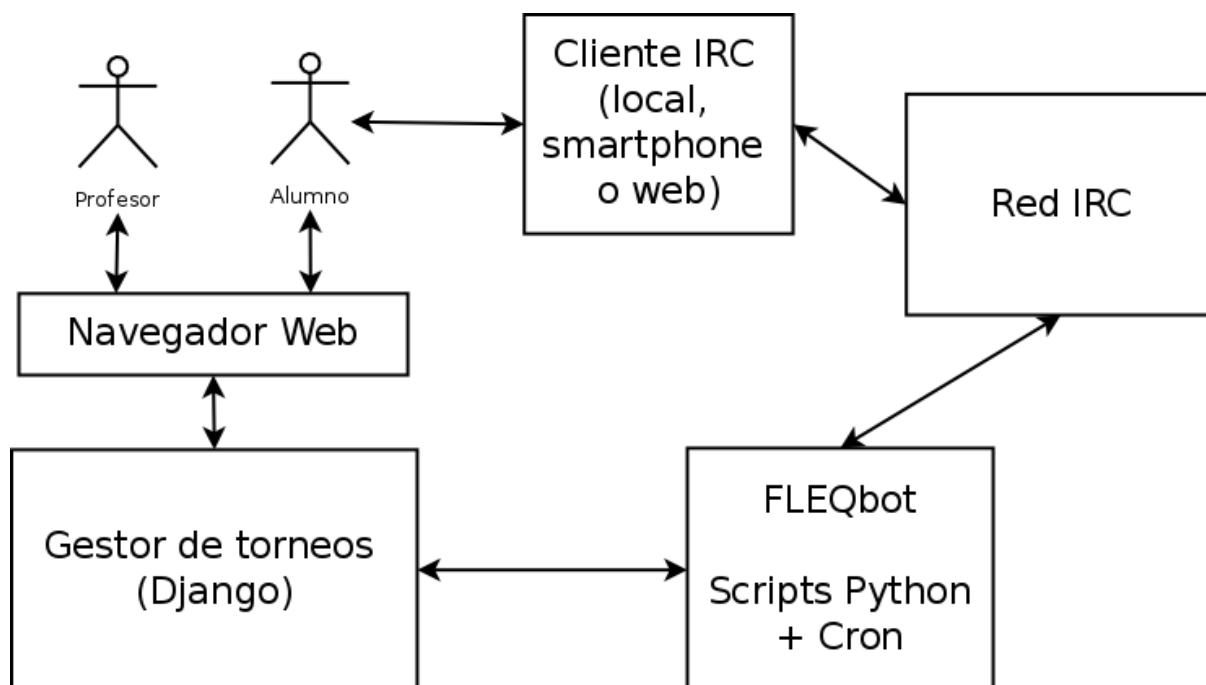 Profesor
Alumno
Cliente IRC
(local,
smartphone
o web)
Red IRC
Navegador Web
Gestor de torneos
(Django)
FLEQbot
Scripts Python
+ Cron